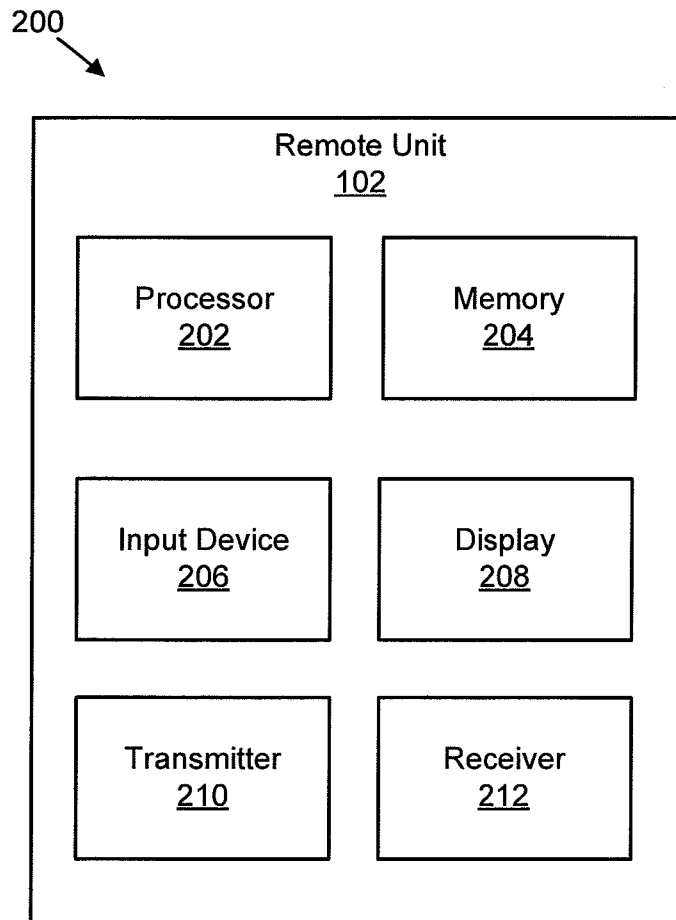 200
Remote Unit
102
Processor
202
Memory
204
Input Device
206
Display
208
Transmitter
210
Receiver
212